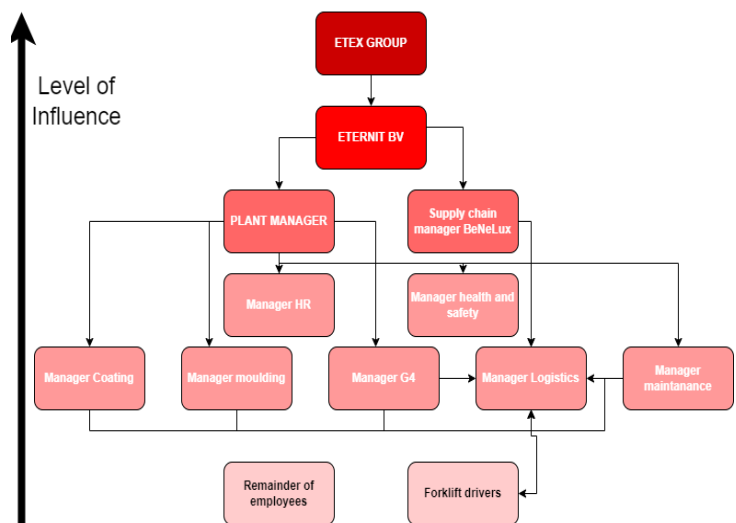 ETEX GROUP
Level of
Influence
ETERNIT BV
PLANT MANAGER
Supply chain
manager BeNeLux
Manager HR
Manager health and
safety
Manager Coating
Manager moulding
Manager G4
Manager Logistics
Manager
maintanance
Remainder of
employees
Forklift drivers